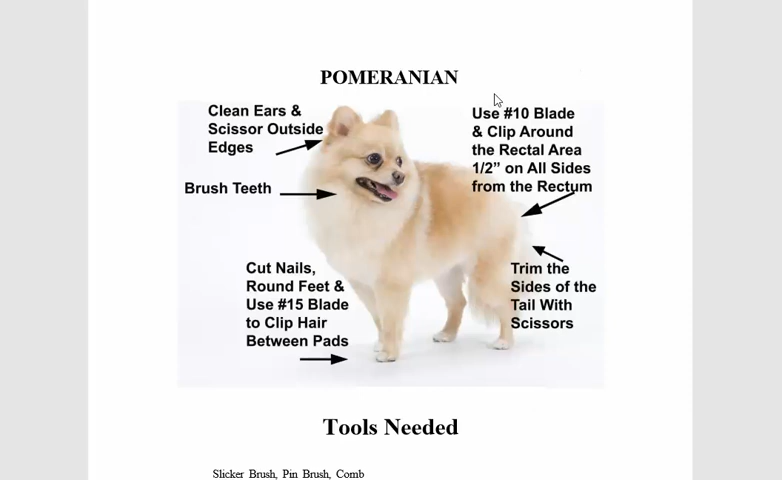 POMERANIAN
Clean Ears &
Scissor Outside
Edges
Brush Teeth
Use #10 Blade
& Clip Around
the Rectal Area
1/2” on All Sides
from the Rectum
Cut Nails,
Round Feet &
Use #15 Blade
to Clip Hair
Between Pads
Trim the
Sides of the
Tail With
Scissors
Tools Needed
Slicker Brush, Pin Brush, Comb